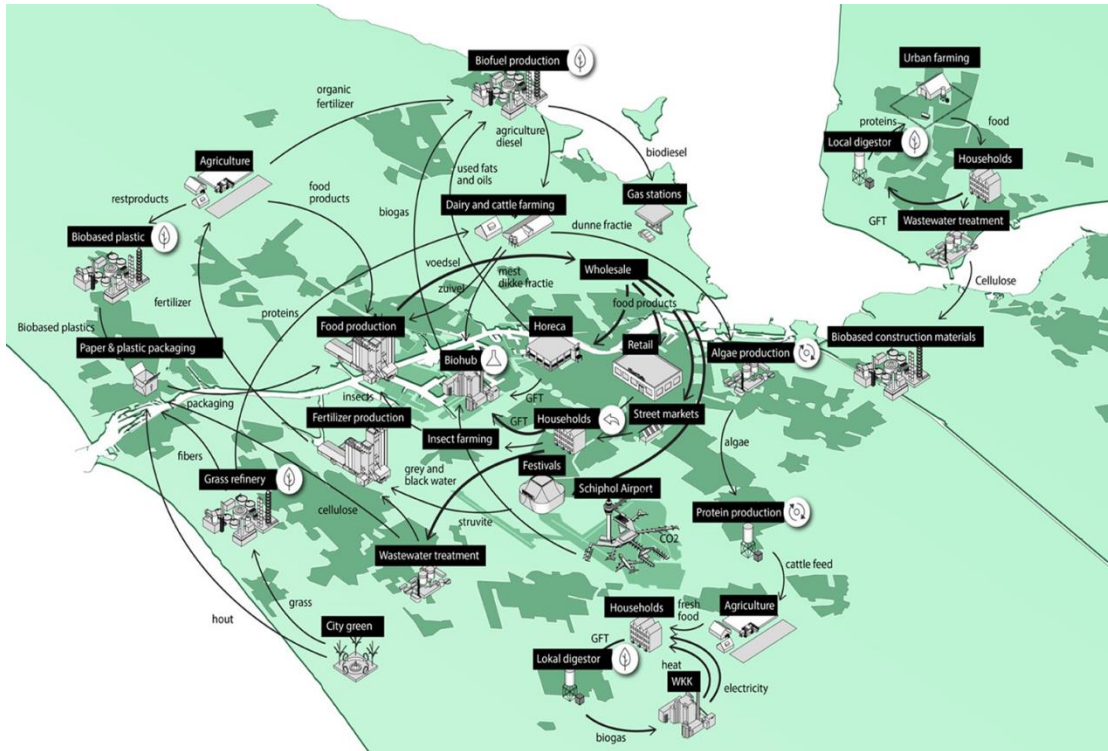 Biofuel production
Urban farming
organic
fertilizer
proteins
food
agriculture
diesel
Local digestor
Households
biodiesel
Agriculture
used fats
and oils
Gas stations
food
products
restproducts
biogas
Dairy and cattle farming
GFT
Wastewater treatment
dunne fractie
Biobased plastic
voedsel
mest
dikke fractie
Wholesale
zuivel
Cellulose
fertilizer
proteins
food products
Biobased plastics
Food production
Horeca
Biobased construction materials
Paper & plastic packaging
Biohub
Retail
Algae production
packaging
insects
GFT
Fertilizer production
GFT
Households
Street markets
Insect farming
algae
fibers
Festivals
grey and
black water
Grass refinery
Schiphol Airport
cellulose
struvite
Protein production
CO2
Wastewater treatment
cattle feed
grass
Households
fresh
food
Agriculture
hout
City green
GFT
Lokal digestor
heat
WKK
electricity
biogas